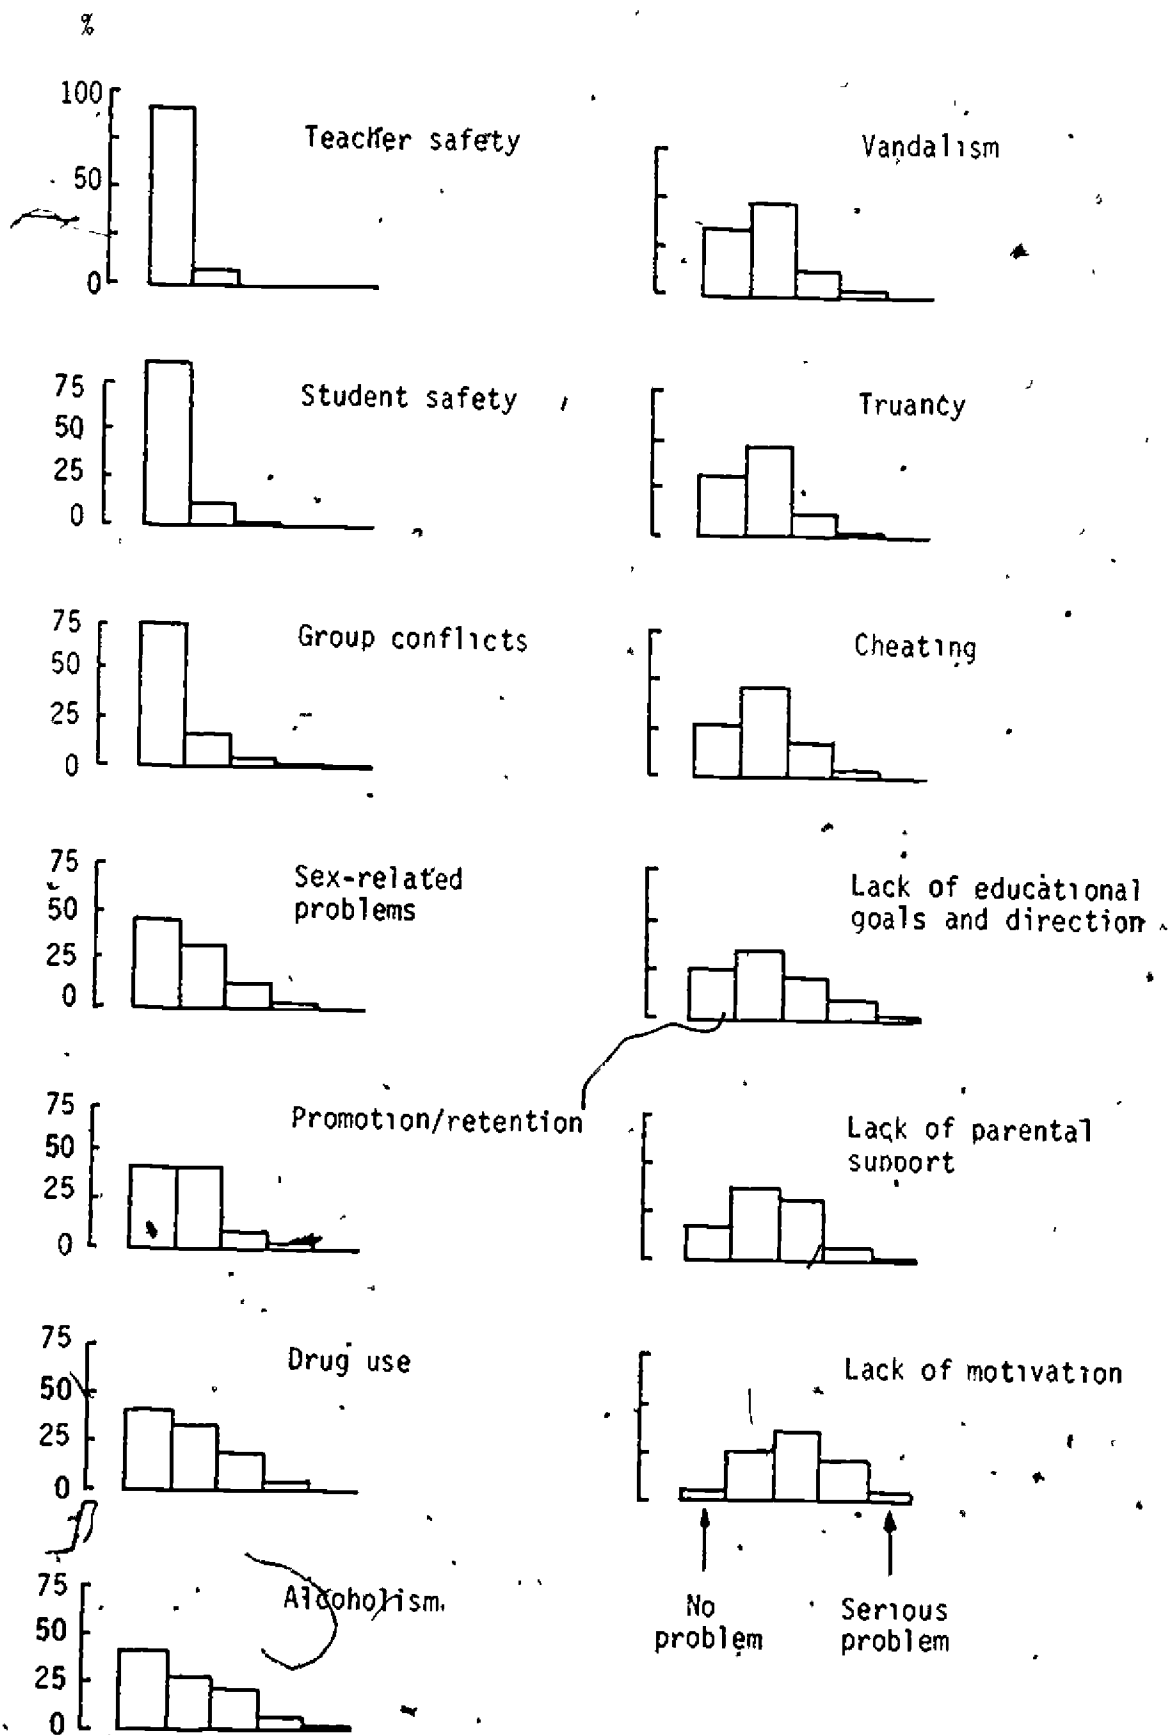 %
100
50
0
Teacher safety
75
50
25
0
Student safety
75
50
25
0
Group conflicts
75
50
25
0
Sex-related
problems
75
50
25
0
Promotion/retention
75
50
25
0
Drug use
75
50
25
0
Alcoholism
Vandalism
Truancy
Cheating
Lack of educational
goals and direction
Lack of parental
support
Lack of motivation
No
problem
Serious
problem